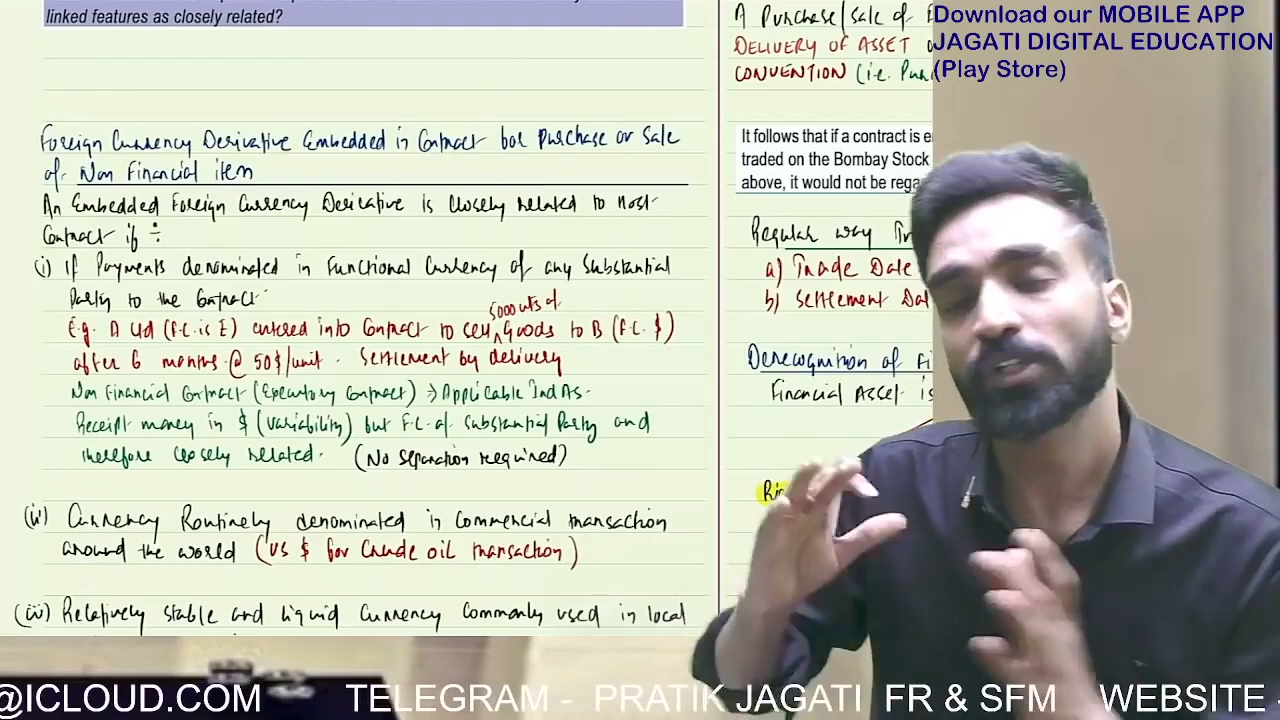 linked features as closely related?
Foreign Currency Derivative Embedded in Contract for Purchase or Sale
of Non Financial item
An Embedded Foreign Currency Derivative is closely related to Host
Contract if ÷
(i) If Payments denominated in Functional Currency of any Substantial
Party to the Contract.
5000 uts of
E.g. A Ltd (F.C. is £) entered into Contract to sell Goods to B (F.C. $)
after 6 months @ 50$/unit. Settlement by delivery
Non Financial Contract (Executory Contract) → Applicable Ind AS.
Receipt money in $ (variability) but F.C. of substantial Party and
therefore closely related. (No Separation required)
(ii) Currency Routinely denominated in Commercial transaction
around the world (US $ for Crude oil transaction)
(iii) Relatively stable and liquid Currency commonly used in local
A Purchase/Sale of
DELIVERY OF ASSET
CONVENTION (i.e.
It follows that if a contract is
traded on the Bombay Stock
above, it would not be
Regular way
a) Trade Date
b) Settlement
Derecognition of
Financial Asset is
Download our MOBILE APP
JAGATI DIGITAL EDUCATION
(Play Store)
@ICLOUD.COM TELEGRAM - PRATIK JAGATI FR & SFM WEBSITE -